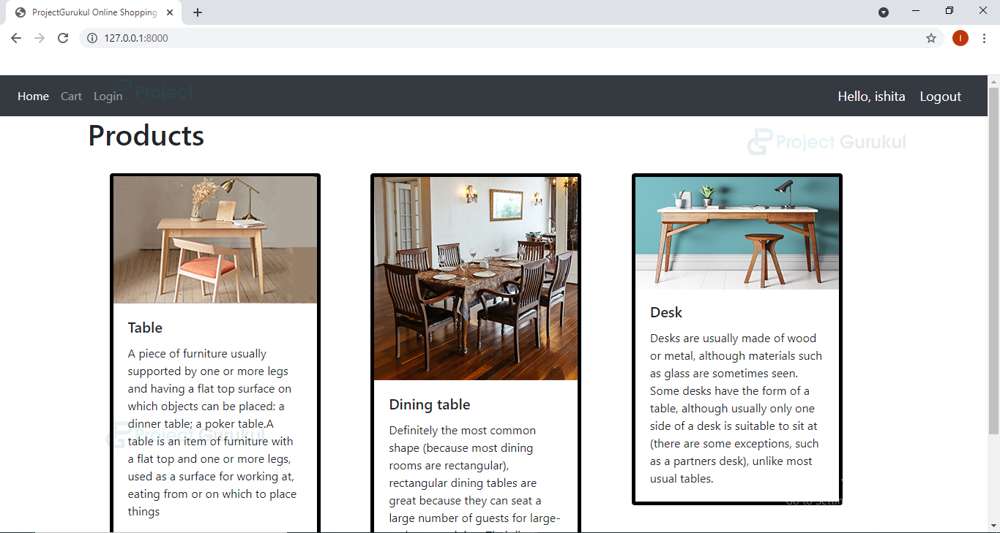 ProjectGurukul Online Shopping
127.0.0.1:8000
I
Home Cart Login
Project
Hello, ishita Logout
Products
Project Gurukul
Table
A piece of furniture usually
supported by one or more legs
and having a flat top surface on
which objects can be placed: a
dinner table; a poker table.A
table is an item of furniture with
a flat top and one or more legs,
used as a surface for working at,
eating from or on which to place
things
Project Gurukul
Dining table
Definitely the most common
shape (because most dining
rooms are rectangular),
rectangular dining tables are
great because they can seat a
large number of guests for large-
Desk
Desks are usually made of wood
or metal, although materials such
as glass are sometimes seen.
Some desks have the form of a
table, although usually only one
side of a desk is suitable to sit at
(there are some exceptions, such
as a partners desk), unlike most
usual tables.
Go to